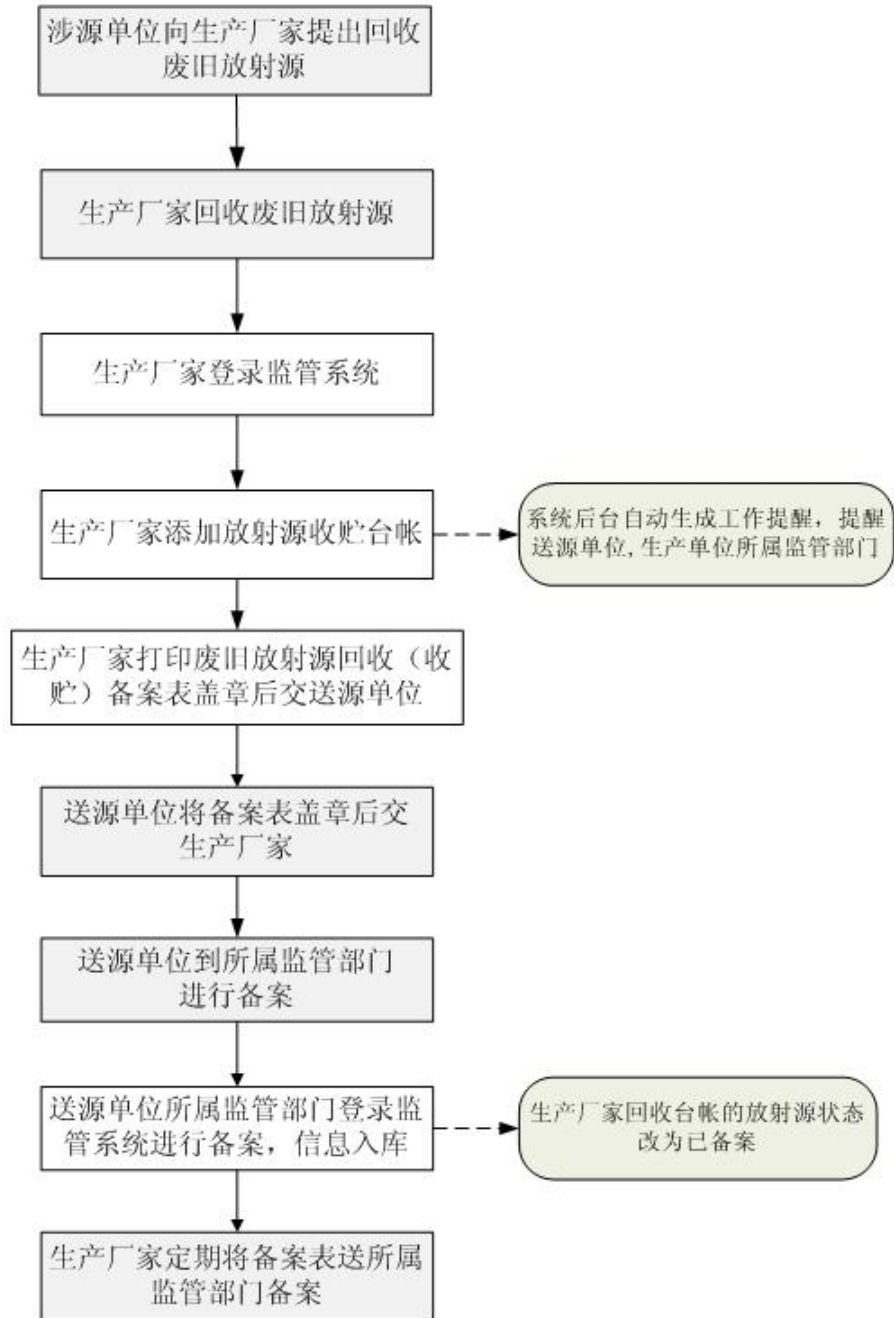 涉源单位向生产厂家提出回收
废旧放射源
生产厂家回收废旧放射源
生产厂家登录监管系统
生产厂家添加放射源收贮台帐
系统后台自动生成工作提醒，提醒
送源单位,生产单位所属监管部门
生产厂家打印废旧放射源回收（收
贮）备案表盖章后交送源单位
送源单位将备案表盖章后交
生产厂家
送源单位到所属监管部门
进行备案
送源单位所属监管部门登录监
管系统进行备案，信息入库
生产厂家回收台帐的放射源状态
改为已备案
生产厂家定期将备案表送所属
监管部门备案